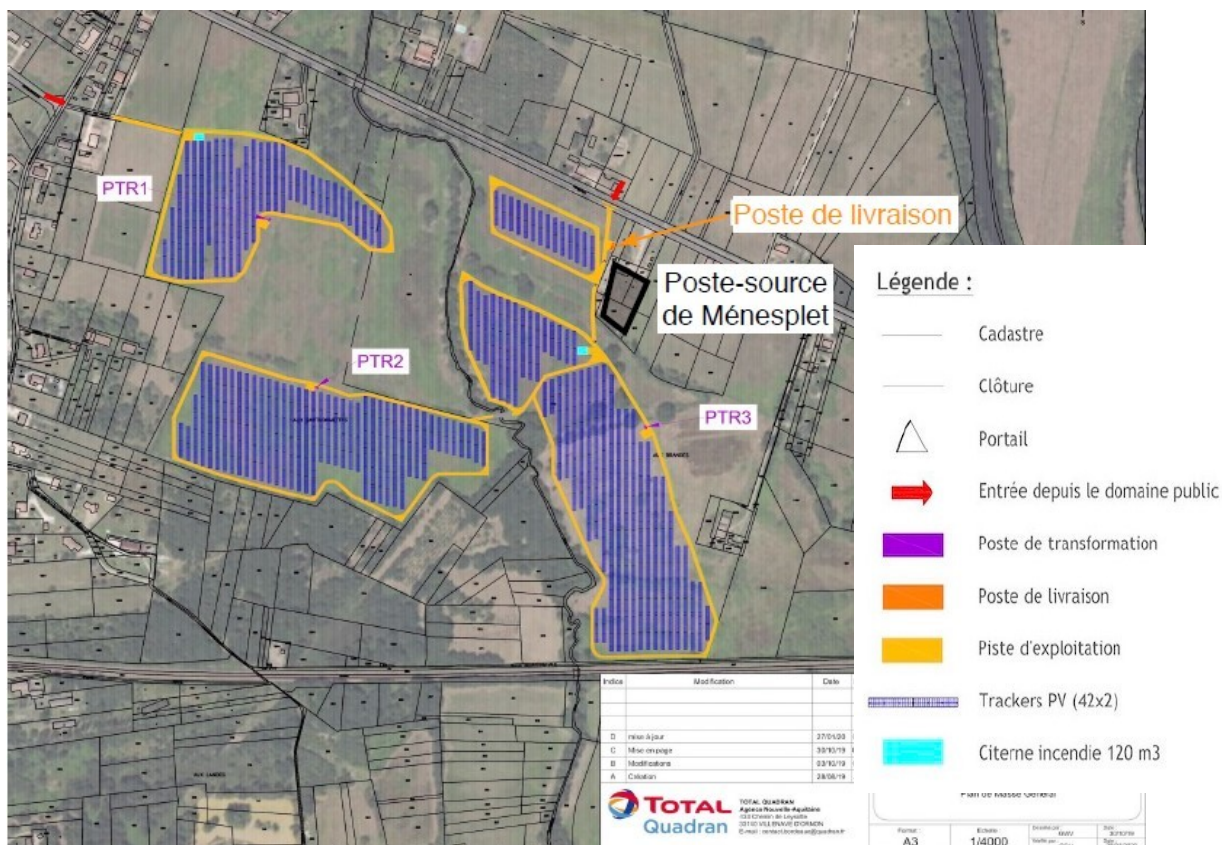 PTR1
Poste de livraison
Poste-source
de Ménesplet
PTR2
PTR3
Légende :
Cadastre
Clôture
Portail
Entrée depuis le domaine public
Poste de transformation
Poste de livraison
Piste d'exploitation
Trackers PV (42x2)
Citerne incendie 120 m3
Indice Modification Date
D mise à jour 27/01/20
C Mise en page 30/10/19
B Modifications 03/10/19
A Création
TOTAL
Quadran
TOTAL QUADRAN
Agence Nouvelle-Aquitaine
33140 VILLENAVE D'ORNON
Plan de Masse Général
Format :
A3
Echelle
1/4000